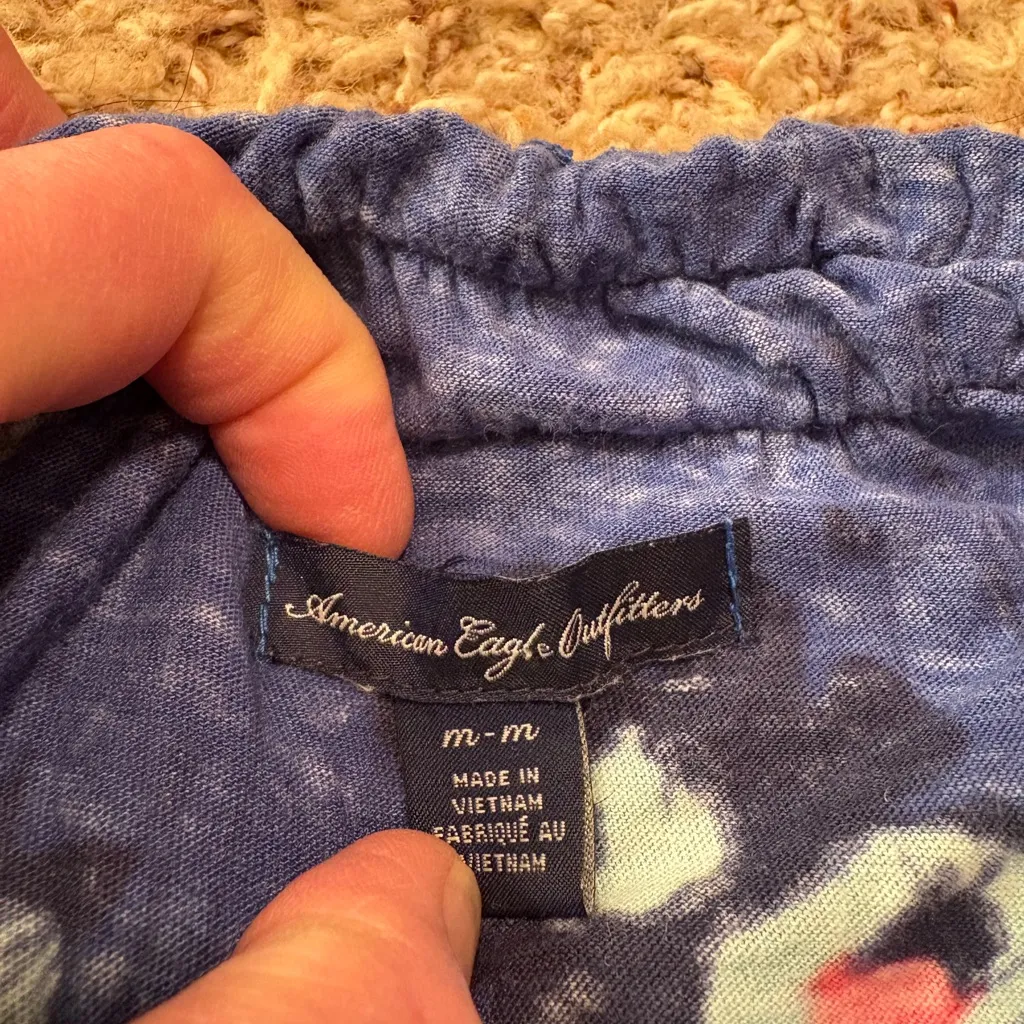 American Eagle Outfitters
m-m
MADE IN
VIETNAM
FABRIQUÉ AU
VIETNAM